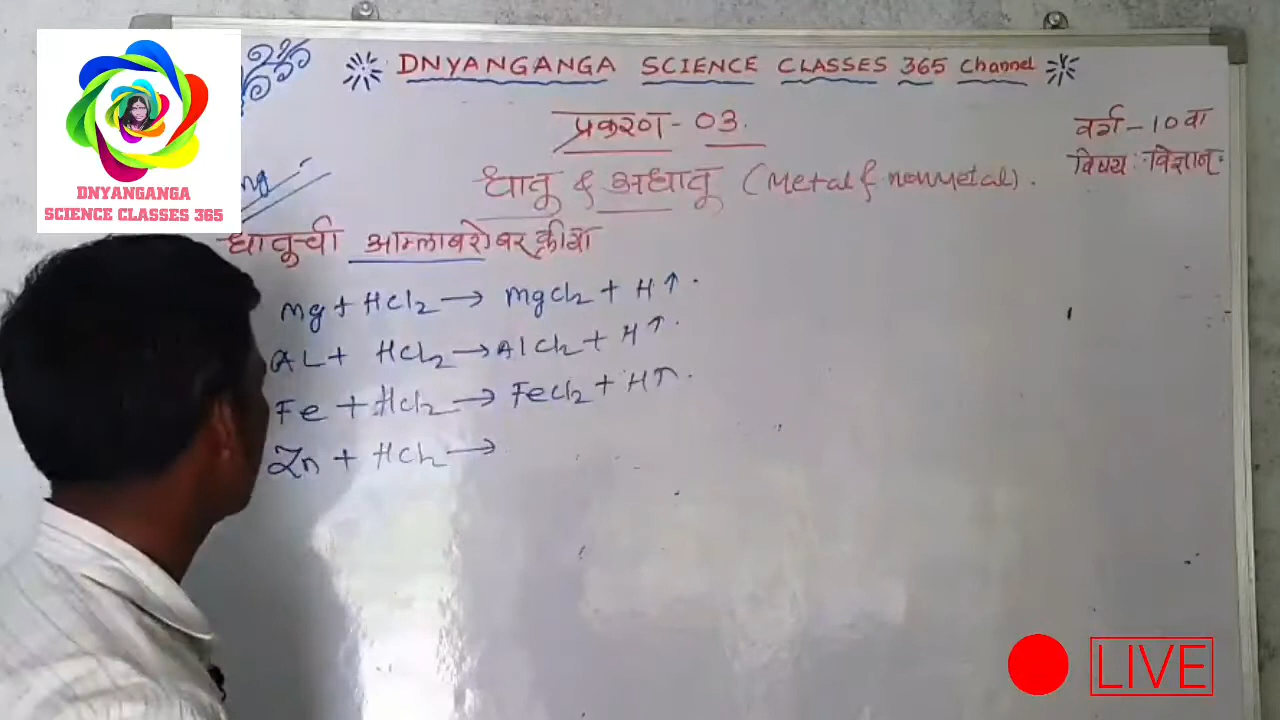 DNYANGANGA SCIENCE CLASSES 365 Channel
प्रकरण - 03.
वर्ग - 10 वा
विषय : विज्ञान
धातू & अधातू (Metal & nonmetal).
DNYANGANGA
SCIENCE CLASSES 365
धातूची आम्लाबरोबर क्रीया
Mg + HCl2 → MgCl2 + H↑.
AL + HCl2 → AlCl2 + H↑.
Fe + HCl2 → FeCl2 + H↑.
Zn + HCl2 →
LIVE